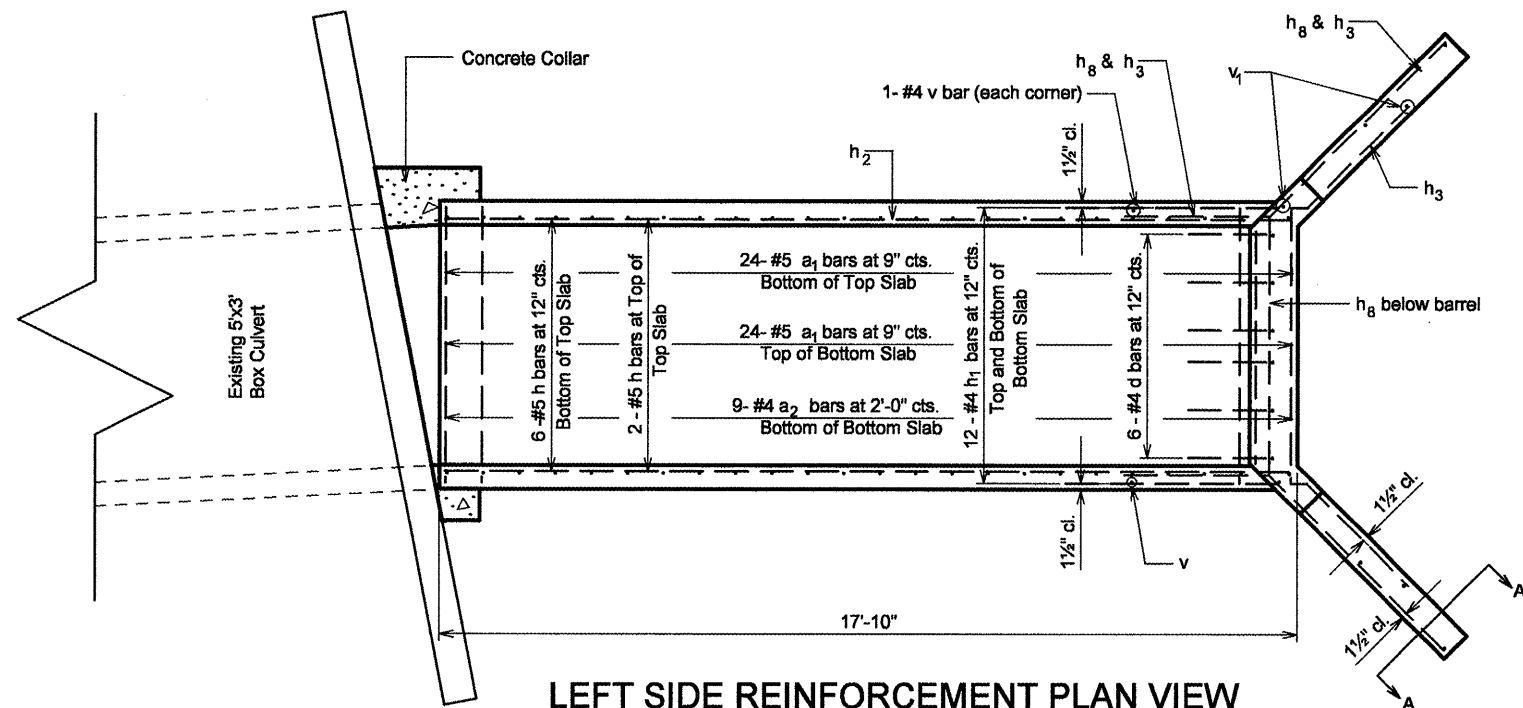 h8 & h3
Concrete Collar
h8 & h3
v1
1- #4 v bar (each corner)
1½" cl.
h2
h3
24- #5 a1 bars at 9" cts.
Bottom of Top Slab
24- #5 a1 bars at 9" cts.
Top of Bottom Slab
9- #4 a2 bars at 2'-0" cts.
Bottom of Bottom Slab
Existing 5'x3'
Box Culvert
6 -#5 h bars at 12" cts.
Bottom of Top Slab
2 - #5 h bars at Top of
Top Slab
12 - #4 h1 bars at 12" cts.
Top and Bottom of
Bottom Slab
6 - #4 d bars at 12" cts.
h8 below barrel
1½" cl.
v
1½" cl.
1½" cl.
A
A
17'-10"
LEFT SIDE REINFORCEMENT PLAN VIEW